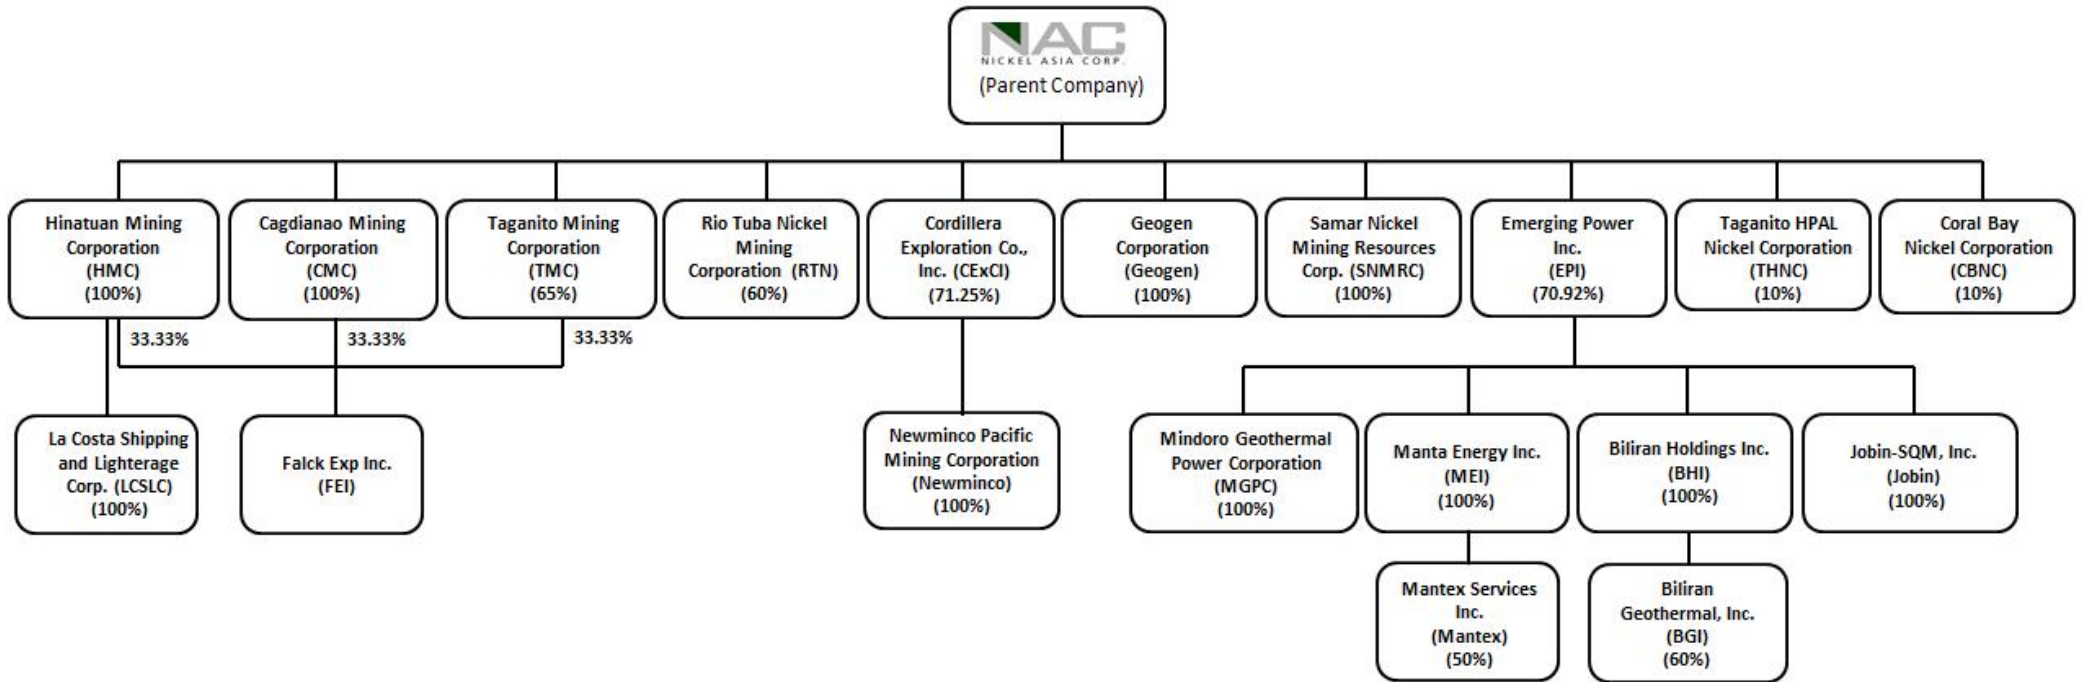 NAC
NICKEL ASIA CORP.
(Parent Company)
Hinatuan Mining
Corporation
(HMC)
(100%)
Cagdianao Mining
Corporation
(CMC)
(100%)
Taganito Mining
Corporation
(TMC)
(65%)
Rio Tuba Nickel
Mining
Corporation (RTN)
(60%)
Cordillera
Exploration Co.,
Inc. (CExCI)
(71.25%)
Geogen
Corporation
(Geogen)
(100%)
Samar Nickel
Mining Resources
Corp. (SNMRC)
(100%)
Emerging Power
Inc.
(EPI)
(70.92%)
Taganito HPAL
Nickel Corporation
(THNC)
(10%)
Coral Bay
Nickel Corporation
(CBNC)
(10%)
33.33%
33.33%
33.33%
La Costa Shipping
and Lighterage
Corp. (LCSLC)
(100%)
Falck Exp Inc.
(FEI)
Newminco Pacific
Mining Corporation
(Newminco)
(100%)
Mindoro Geothermal
Power Corporation
(MGPC)
(100%)
Manta Energy Inc.
(MEI)
(100%)
Biliran Holdings Inc.
(BHI)
(100%)
Jobin-SQM, Inc.
(Jobin)
(100%)
Mantex Services
Inc.
(Mantex)
(50%)
Biliran
Geothermal, Inc.
(BGI)
(60%)